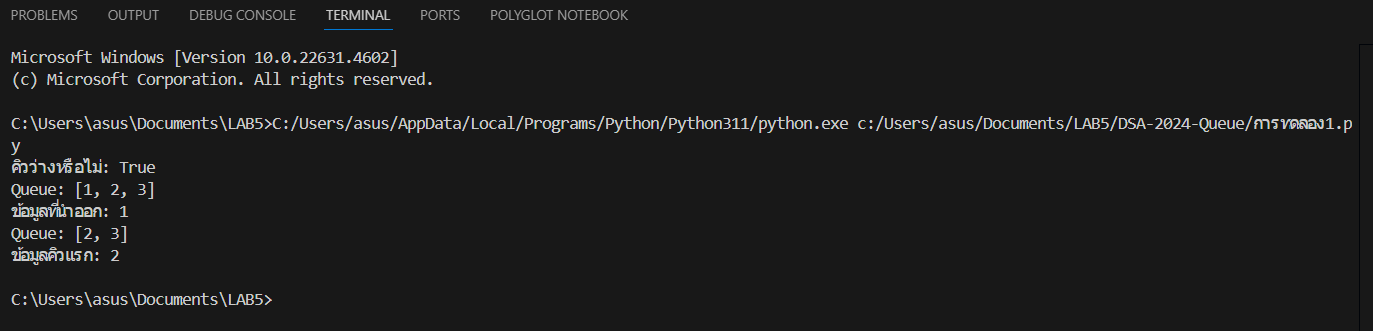 PROBLEMS OUTPUT DEBUG CONSOLE TERMINAL PORTS POLYGLOT NOTEBOOK
Microsoft Windows [Version 10.0.22631.4602]
(c) Microsoft Corporation. All rights reserved.
C:\Users\asus\Documents\LAB5>C:/Users/asus/AppData/Local/Programs/Python/Python311/python.exe c:/Users/asus/Documents/LAB5/DSA-2024-Queue/การทดลอง1.p
y
คิวว่างหรือไม่: True
Queue: [1, 2, 3]
ข้อมูลที่นำออก: 1
Queue: [2, 3]
ข้อมูลคิวแรก: 2
C:\Users\asus\Documents\LAB5>